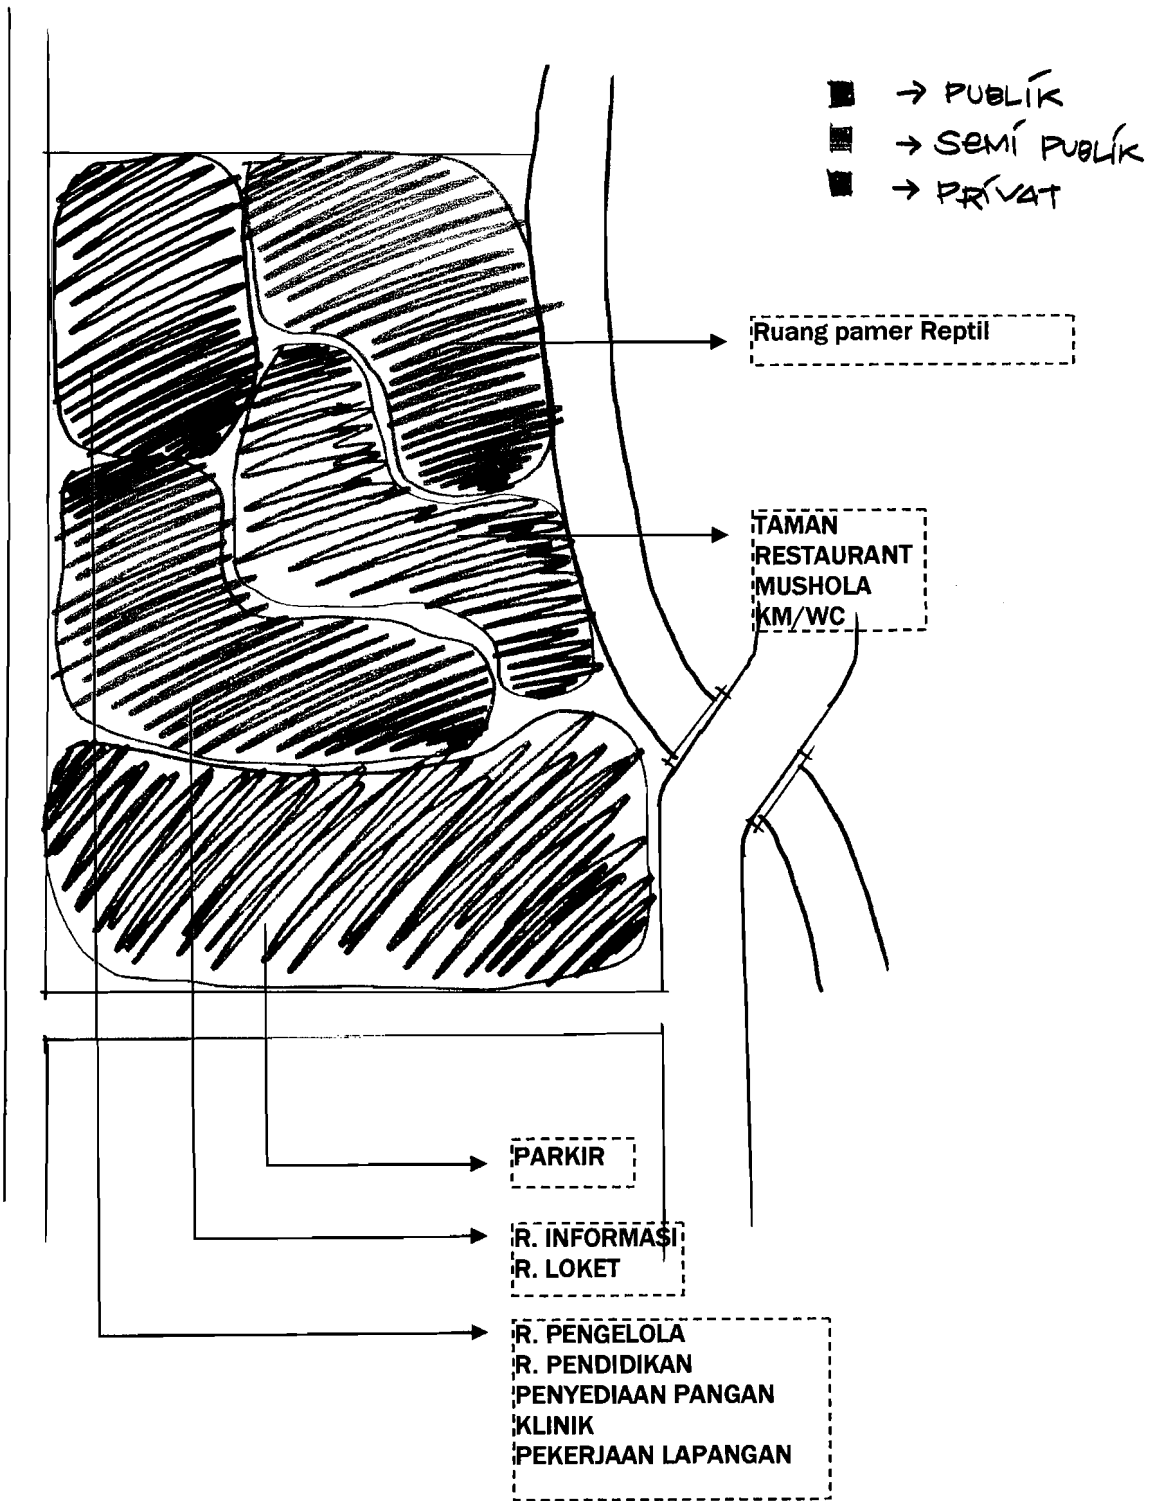 → PUBLIK
→ SEMI PUBLIK
→ PRIVAT
Ruang pamer Reptil
TAMAN
RESTAURANT
MUSHOLA
KM/WC
PARKIR
R. INFORMASI
R. LOKET
R. PENGELOLA
R. PENDIDIKAN
PENYEDIAAN PANGAN
KLINIK
PEKERJAAN LAPANGAN